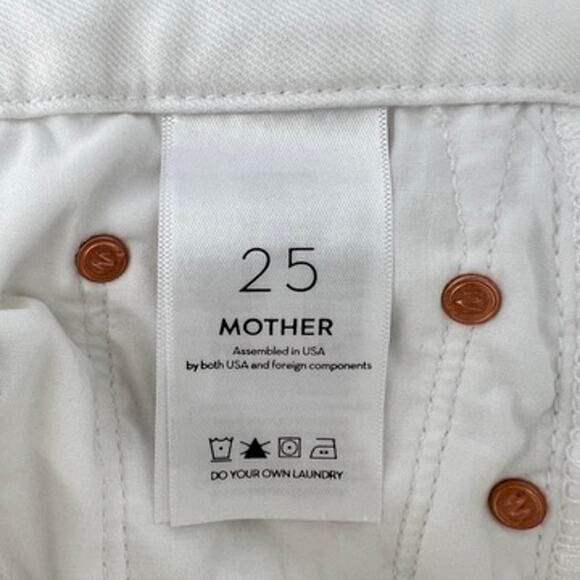 25
MOTHER
Assembled in USA
by both USA and foreign components
DO YOUR OWN LAUNDRY